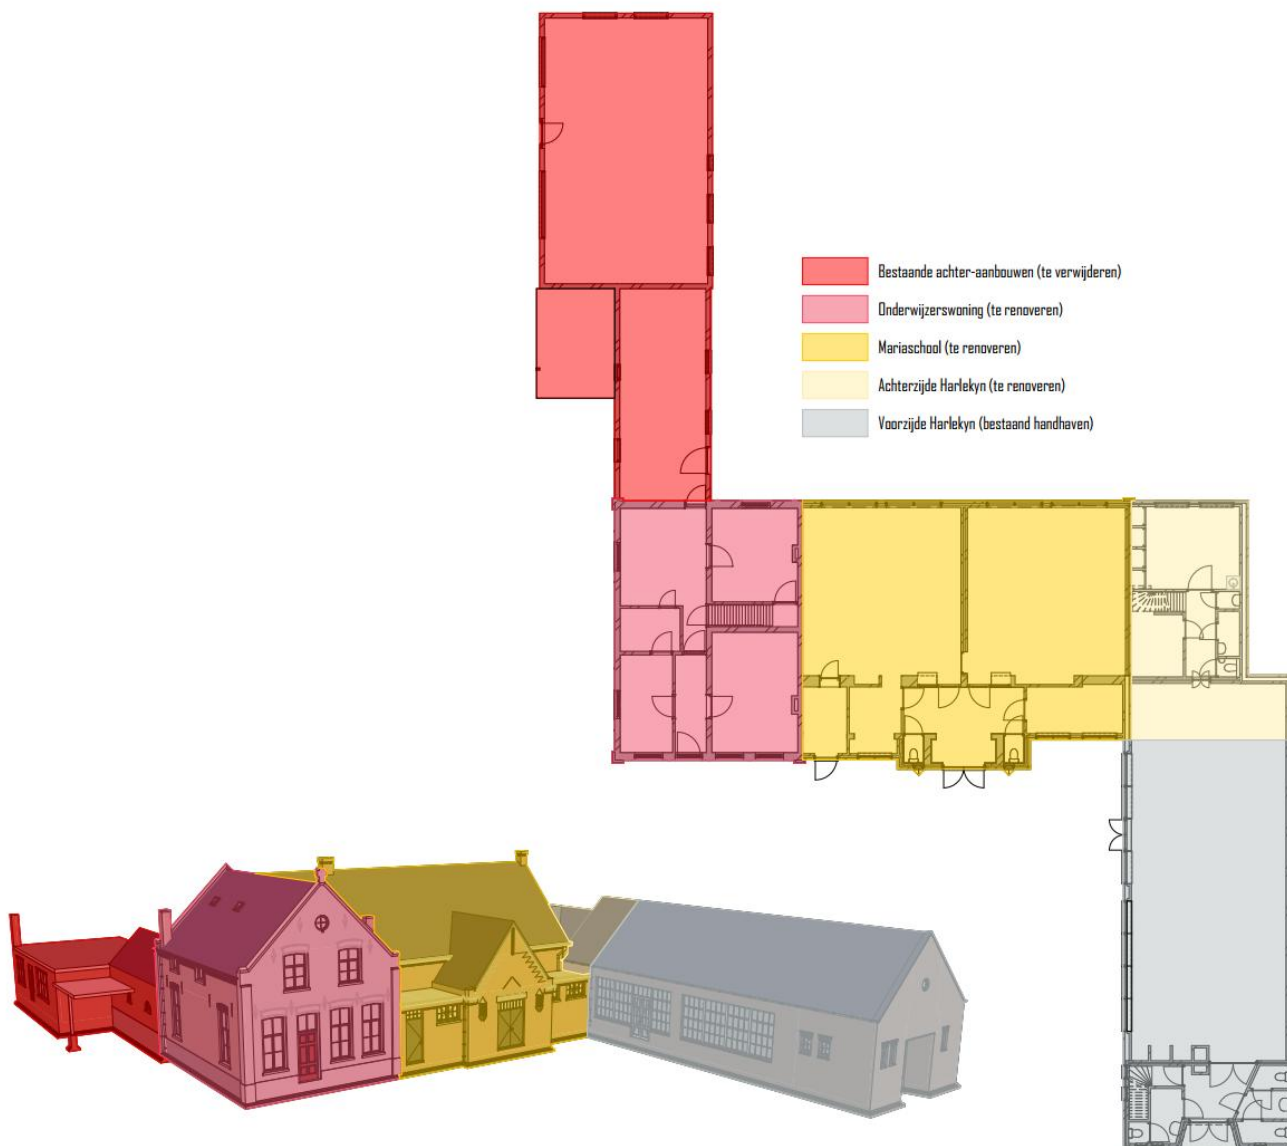 Bestaande achter-aanbouwen (te verwijderen)
Onderwijzerswoning (te renoveren)
Mariaschool (te renoveren)
Achterzijde Harlekyn (te renoveren)
Voorzijde Harlekyn (bestaand handhaven)